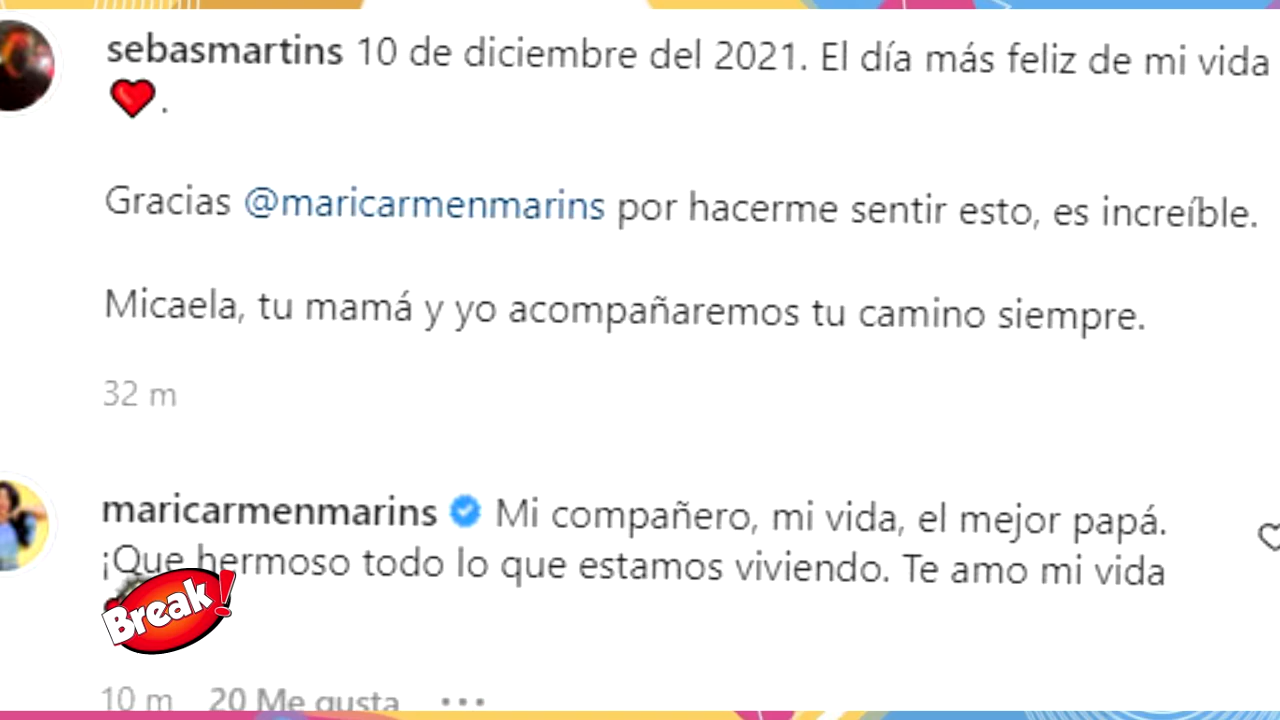 sebasmartins 10 de diciembre del 2021. El día más feliz de mi vida
❤️.
Gracias @maricarmenmarins por hacerme sentir esto, es increíble.
Micaela, tu mamá y yo acompañaremos tu camino siempre.
32 m
maricarmenmarins Mi compañero, mi vida, el mejor papá.
¡Que hermoso todo lo que estamos viviendo. Te amo mi vida
Break!
10 m 20 Me gusta ...